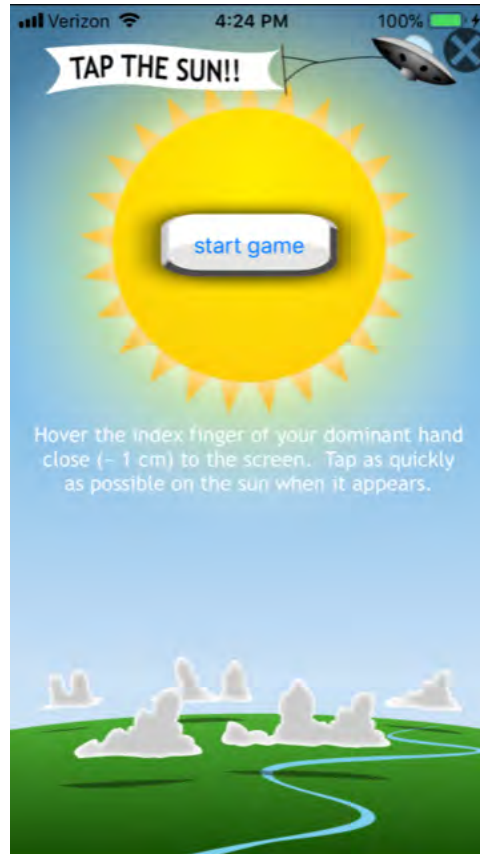 Verizon 4:24 PM 100%
TAP THE SUN!!
start game
Hover the index finger of your dominant hand
close (~ 1 cm) to the screen. Tap as quickly
as possible on the sun when it appears.